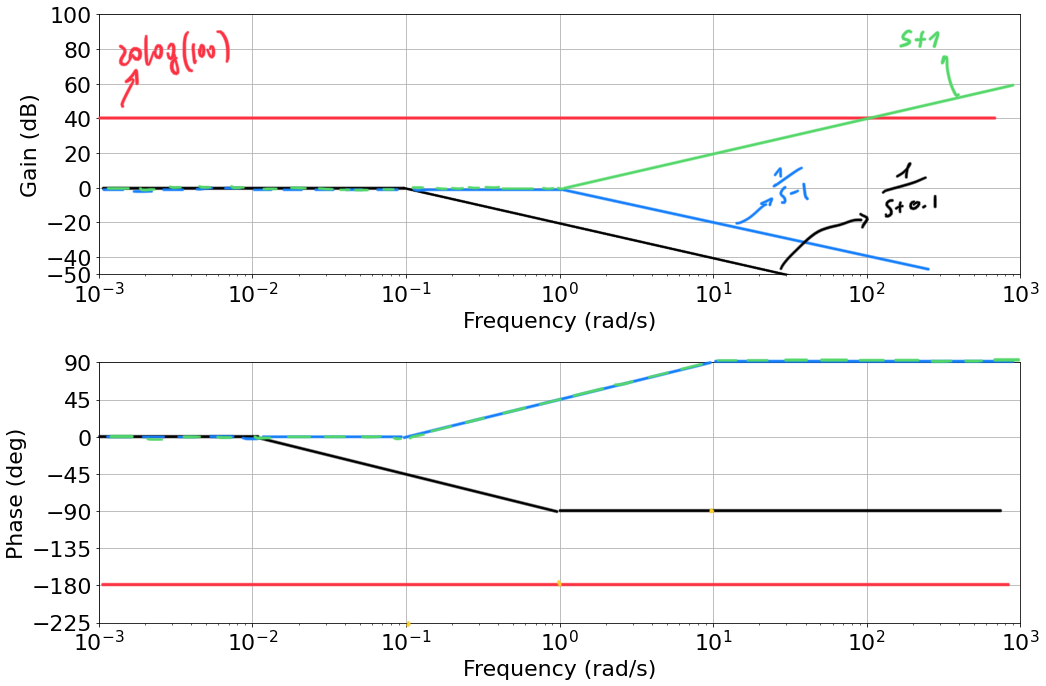 100
80
60
40
20
0
−20
−40
−50
Gain (dB)
20log(100)
s+1
1/s-1
1/s+0.1
10⁻³ 10⁻² 10⁻¹ 10⁰ 10¹ 10² 10³
Frequency (rad/s)
90
45
0
−45
−90
−135
−180
−225
Phase (deg)
10⁻³ 10⁻² 10⁻¹ 10⁰ 10¹ 10² 10³
Frequency (rad/s)